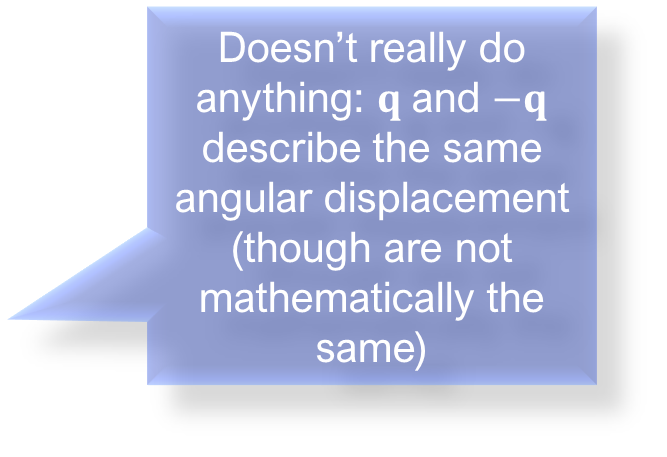 Doesn’t really do
anything: q and −q
describe the same
angular displacement
(though are not
mathematically the
same)